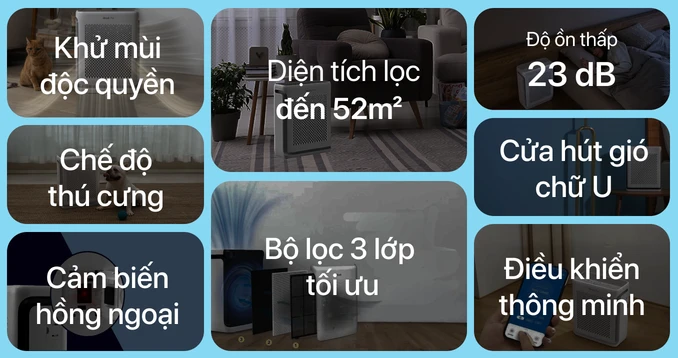 Khử mùi
độc quyền
Chế độ
thú cưng
Cảm biến
hồng ngoại
Diện tích lọc
đến 52m²
Bộ lọc 3 lớp
tối ưu
Độ ồn thấp
23 dB
Cửa hút gió
chữ U
Điều khiển
thông minh